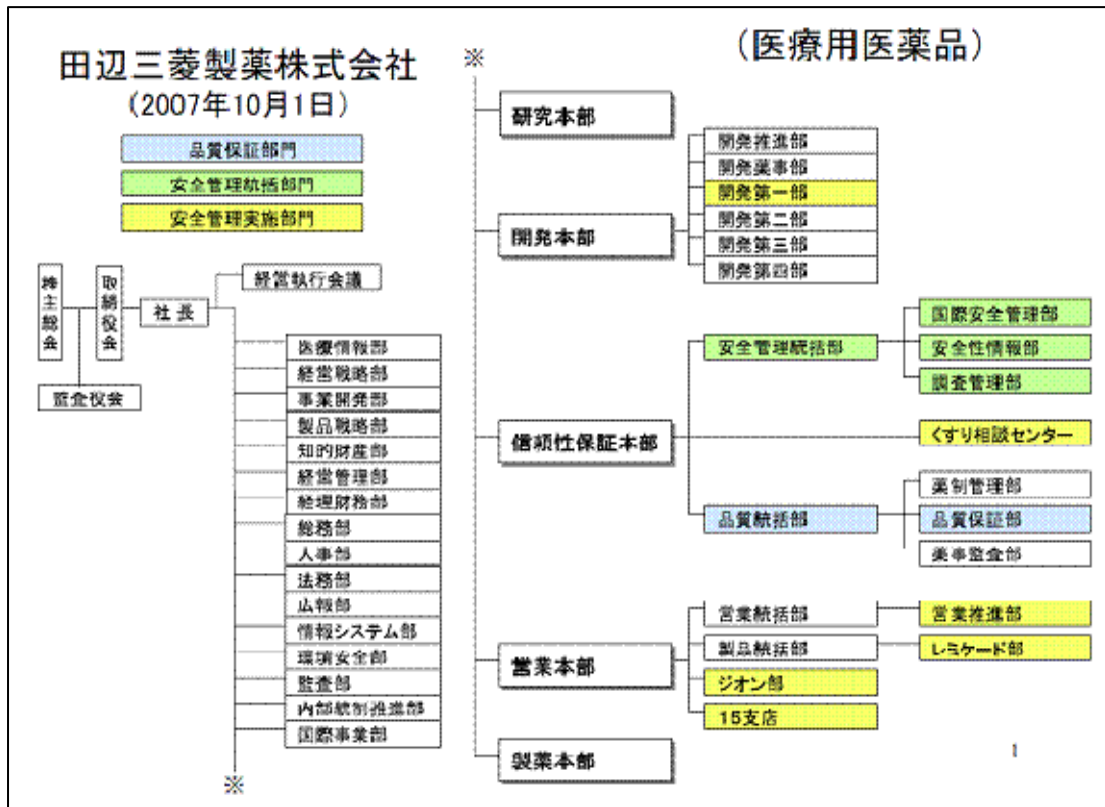 田辺三菱製薬株式会社
(2007年10月1日)
(医療用医薬品)
品質保証部門
安全管理統括部門
安全管理実施部門
株主総会
取締役会
監査役会
社長
経営執行会議
医療情報部
経営戦略部
事業開発部
製品戦略部
知的財産部
経営管理部
経理財務部
総務部
人事部
法務部
広報部
情報システム部
環境安全部
監査部
内部統制推進部
国際事業部
※
※
研究本部
開発本部
開発推進部
開発薬事部
開発第一部
開発第二部
開発第三部
開発第四部
信頼性保証本部
安全管理統括部
国際安全管理部
安全性情報部
調査管理部
くすり相談センター
品質統括部
薬制管理部
品質保証部
薬事監査部
営業本部
営業統括部
営業推進部
製品統括部
レミケード部
ジオン部
15支店
製薬本部
1